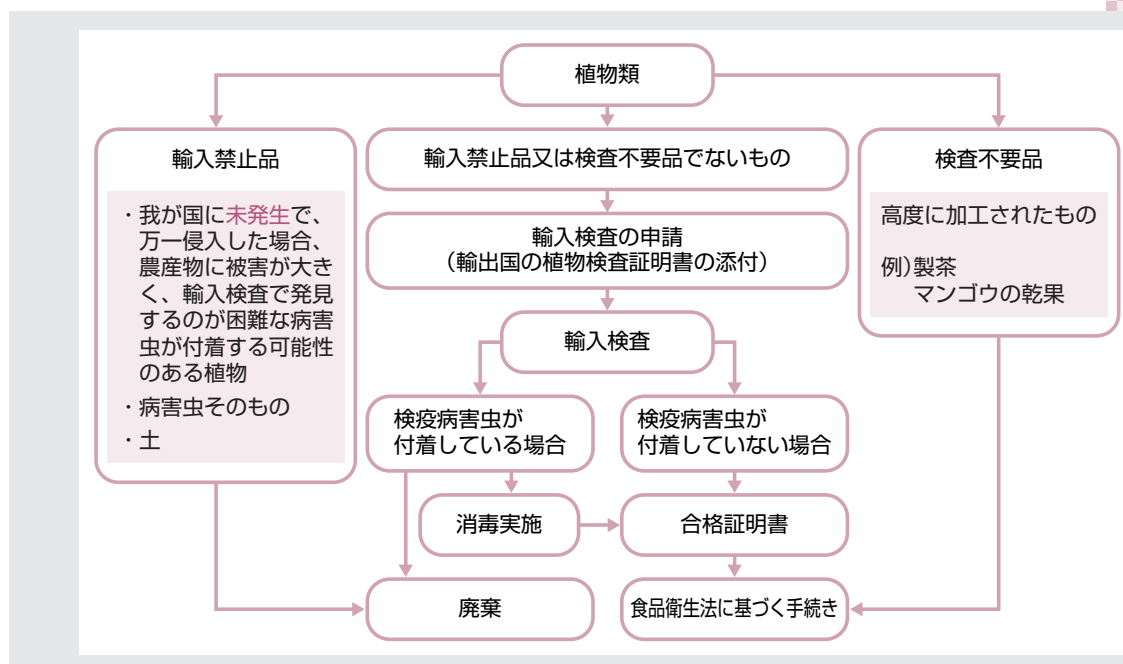 植物類
輸入禁止品
・我が国に未発生で、
万一侵入した場合、
農産物に被害が大き
く、輸入検査で発見
するのが困難な病害
虫が付着する可能性
のある植物
・病害虫そのもの
・土
輸入禁止品又は検査不要品でないもの
輸入検査の申請
（輸出国の植物検査証明書の添付）
輸入検査
検疫病害虫が
付着している場合
検疫病害虫が
付着していない場合
消毒実施
合格証明書
廃棄
食品衛生法に基づく手続き
検査不要品
高度に加工されたもの
例）製茶
マンゴウの乾果